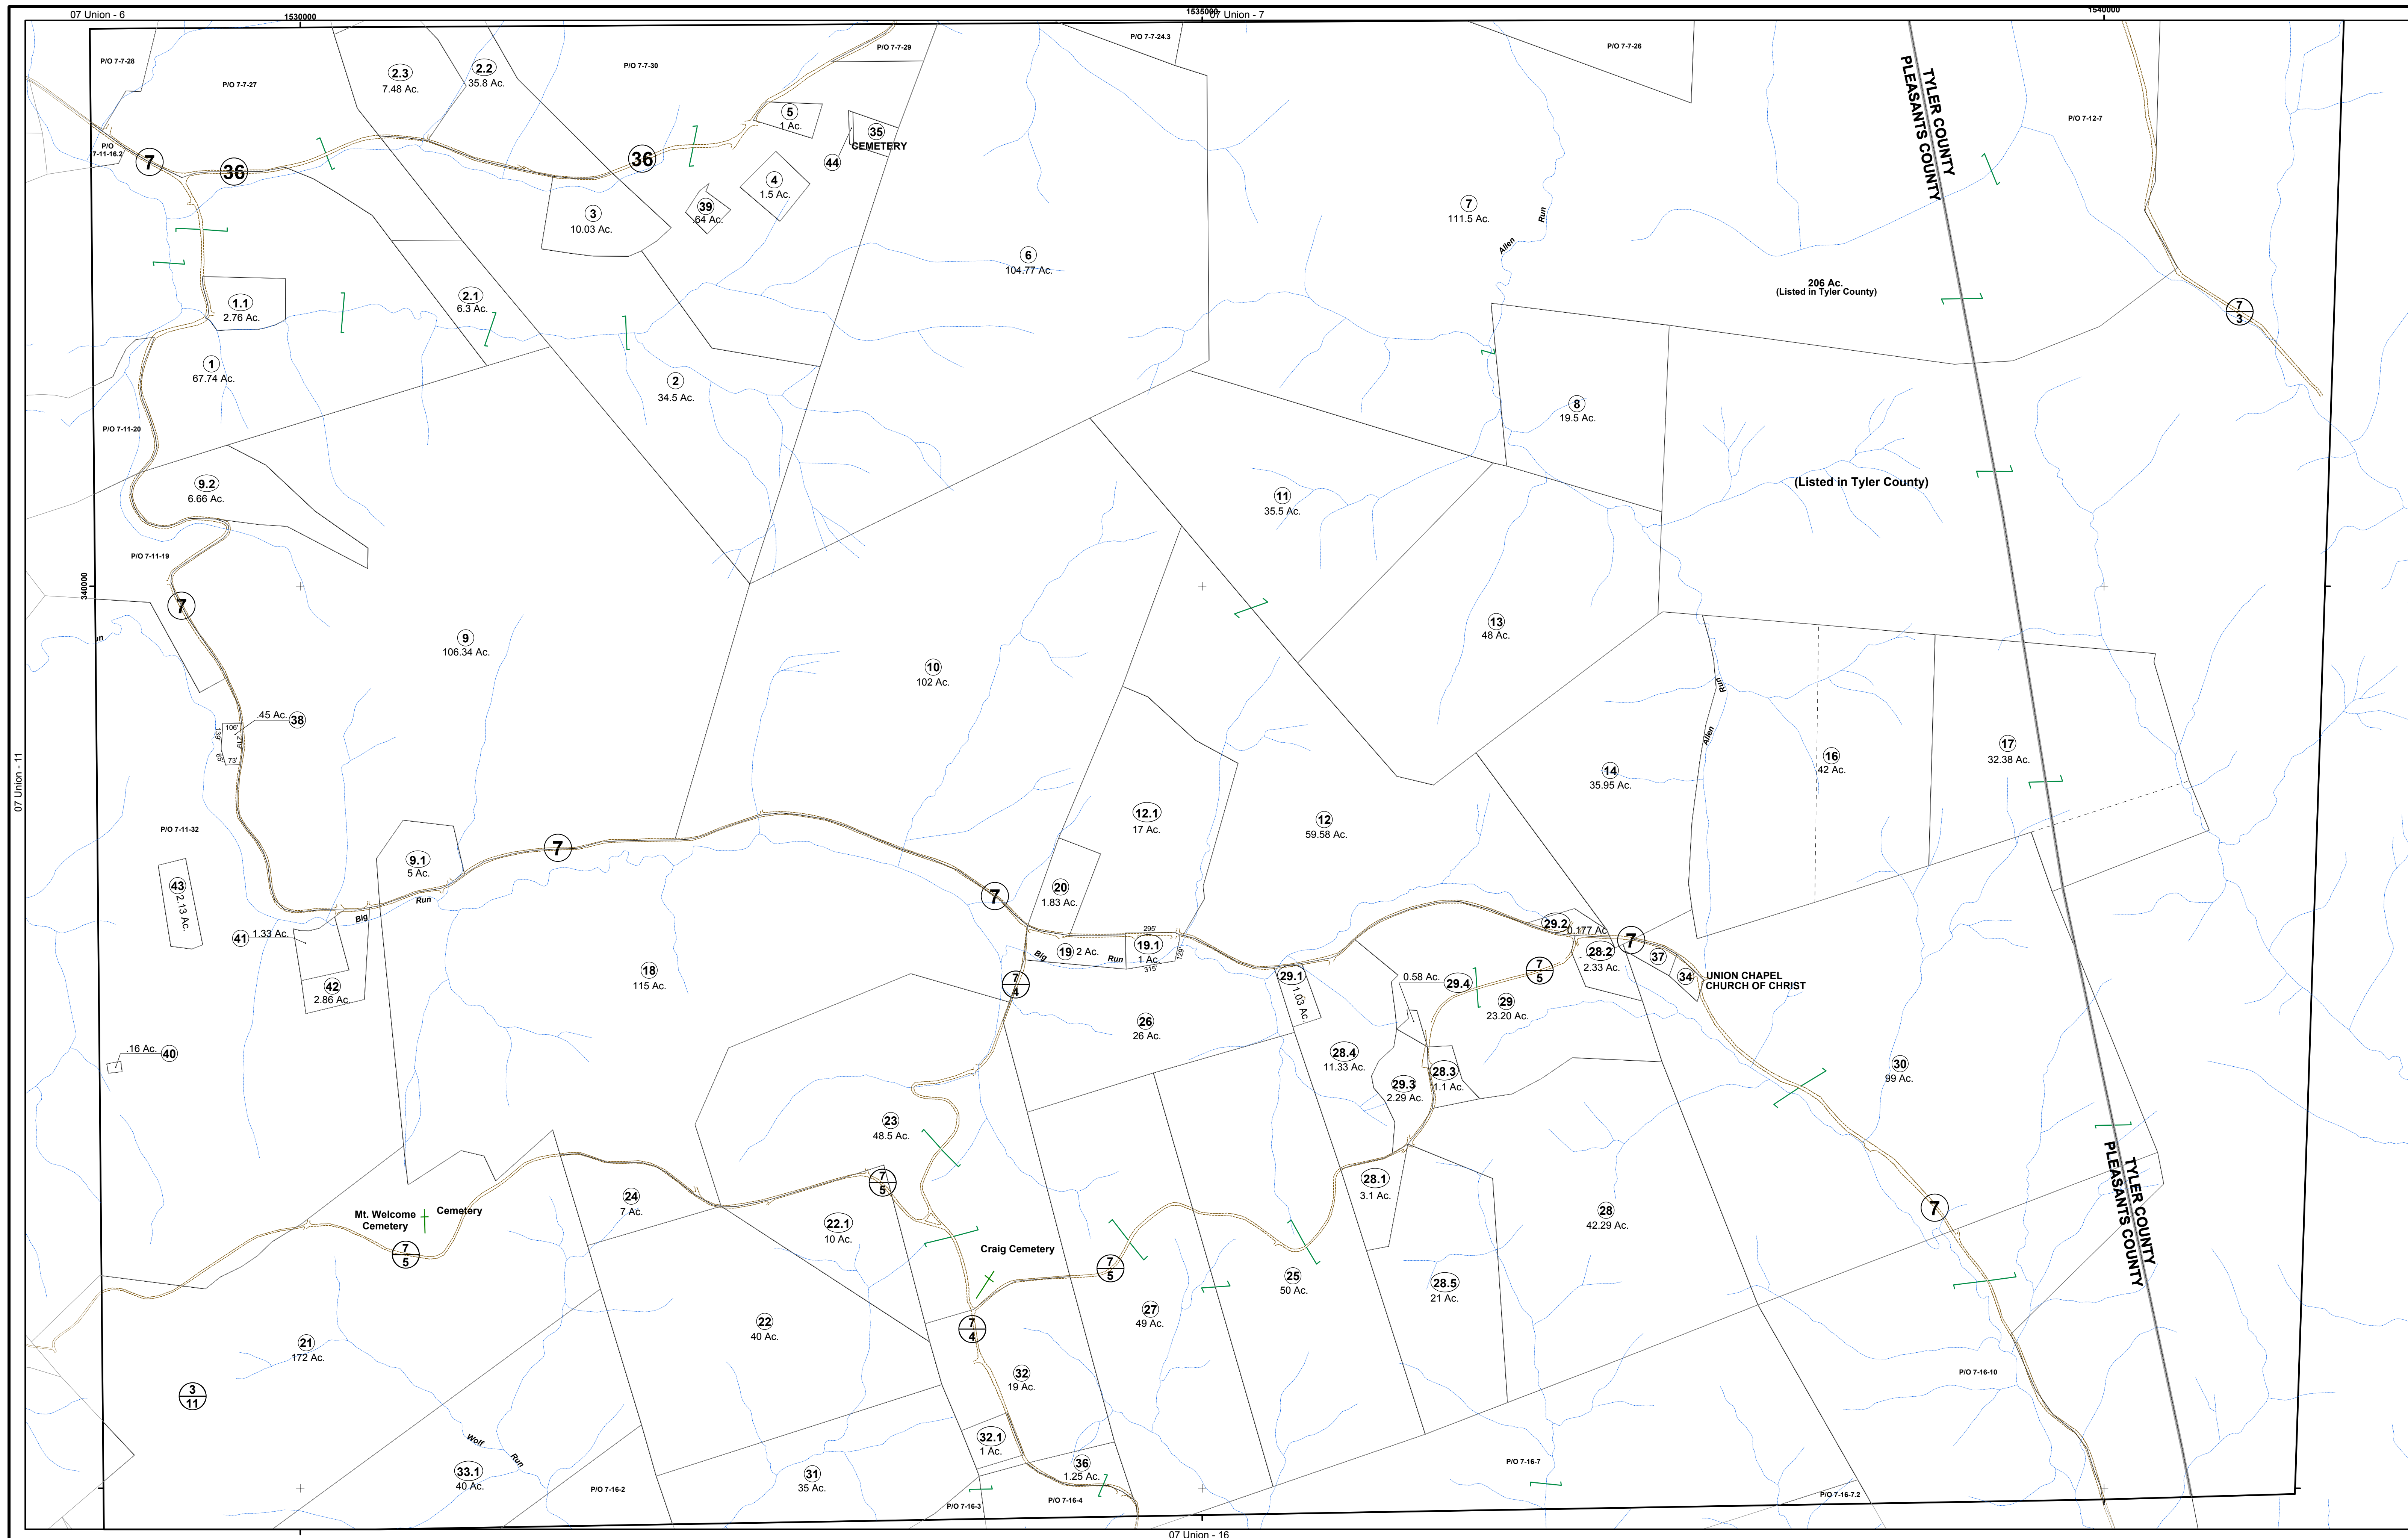 07 Union - 6
1530000
1535000
07 Union - 7
1540000
P/O 7-7-28
P/O 7-7-27
2.3
7.48 Ac.
2.2
35.8 Ac.
P/O 7-7-30
P/O 7-7-29
P/O 7-7-24.3
P/O 7-7-26
TYLER COUNTY
PLEASANTS COUNTY
P/O 7-12-7
P/O
7-11-16.2
7
36
36
5
1 Ac.
35
CEMETERY
44
4
1.5 Ac.
39
.64 Ac.
3
10.03 Ac.
6
104.77 Ac.
7
111.5 Ac.
Allen
Run
206 Ac.
(Listed in Tyler County)
7
3
1.1
2.76 Ac.
2.1
6.3 Ac.
1
67.74 Ac.
2
34.5 Ac.
8
19.5 Ac.
P/O 7-11-20
9.2
6.66 Ac.
11
35.5 Ac.
(Listed in Tyler County)
P/O 7-11-19
340000
7
un
9
106.34 Ac.
10
102 Ac.
13
48 Ac.
Run
Allen
.45 Ac.
38
106'
139'
219'
85'
73'
07 Union - 11
14
35.95 Ac.
16
42 Ac.
17
32.38 Ac.
P/O 7-11-32
12.1
17 Ac.
12
59.58 Ac.
7
9.1
5 Ac.
43
2.13 Ac.
Big
Run
41
1.33 Ac.
42
2.86 Ac.
18
115 Ac.
7
20
1.83 Ac.
19
2 Ac.
295'
19.1
1 Ac.
129'
315'
Big
Run
7
4
29.1
1.03 Ac.
29.2
0.177 Ac.
28.2
2.33 Ac.
7
37
34
UNION CHAPEL
CHURCH OF CHRIST
7
5
0.58 Ac.
29.4
29
23.20 Ac.
26
26 Ac.
28.4
11.33 Ac.
28.3
1.1 Ac.
29.3
2.29 Ac.
30
99 Ac.
.16 Ac.
40
23
48.5 Ac.
7
5
24
7 Ac.
22.1
10 Ac.
28.1
3.1 Ac.
28
42.29 Ac.
7
TYLER COUNTY
PLEASANTS COUNTY
Mt. Welcome
Cemetery
Cemetery
7
5
Craig Cemetery
7
5
25
50 Ac.
28.5
21 Ac.
27
49 Ac.
22
40 Ac.
7
4
21
172 Ac.
3
11
32
19 Ac.
P/O 7-16-10
Wolf
Run
32.1
1 Ac.
33.1
40 Ac.
P/O 7-16-2
31
35 Ac.
36
1.25 Ac.
P/O 7-16-3
P/O 7-16-4
P/O 7-16-7
P/O 7-16-7.2
07 Union - 16